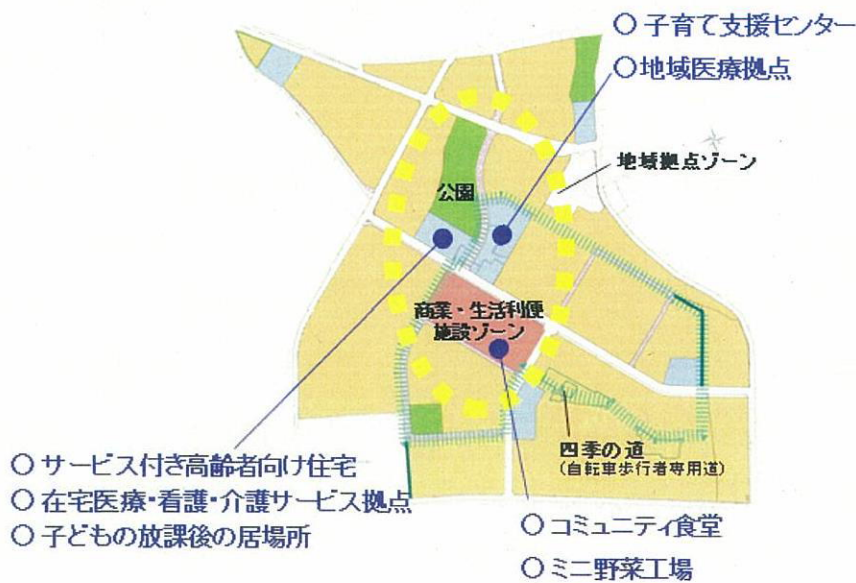 ○ 子育て支援センター
○ 地域医療拠点
地域拠点ゾーン
公園
商業・生活利便
施設ゾーン
四季の道
(自転車歩行者専用道)
○ サービス付き高齢者向け住宅
○ 在宅医療・看護・介護サービス拠点
○ 子どもの放課後の居場所
○ コミュニティ食堂
○ ミニ野菜工場